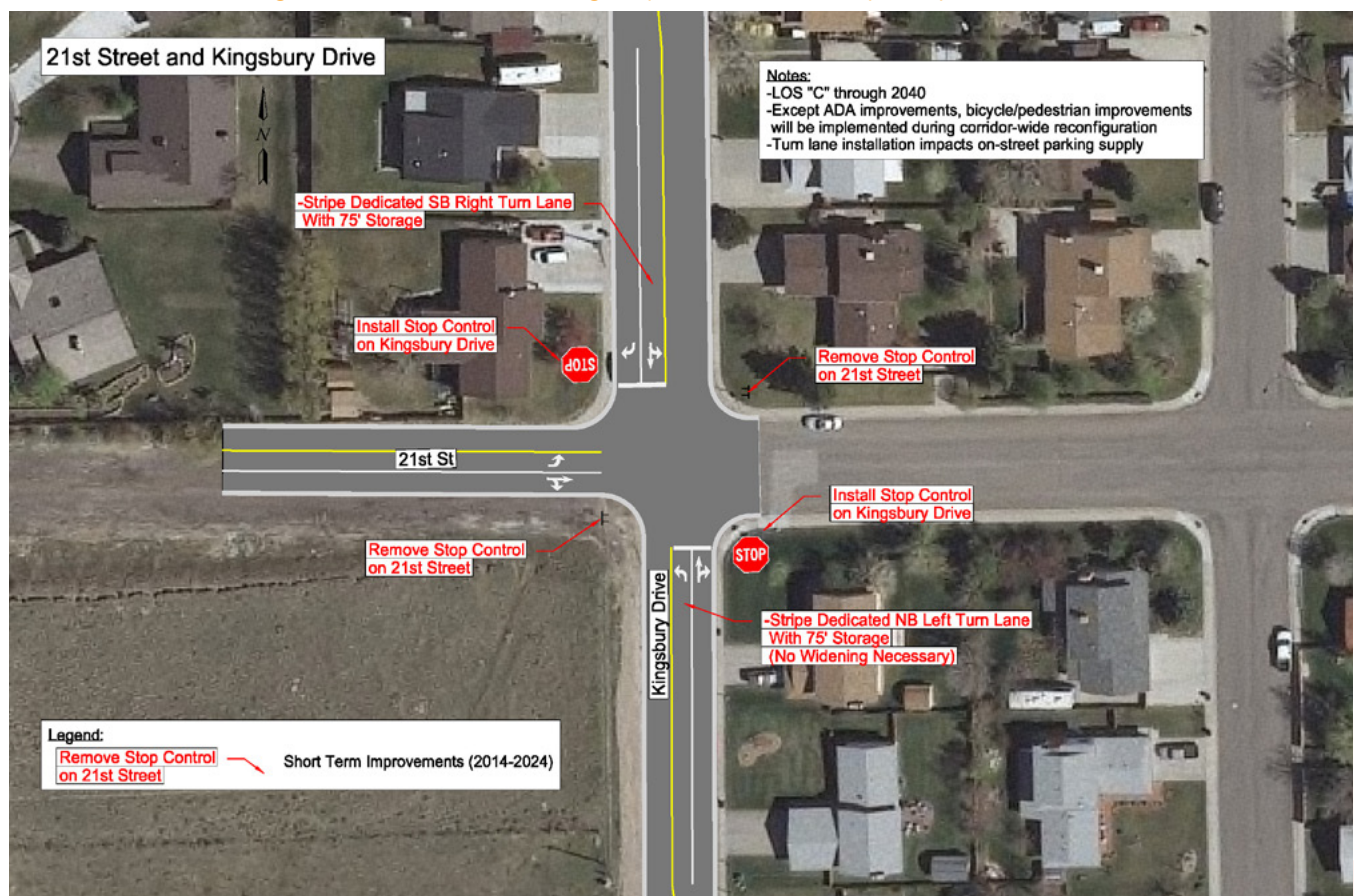 21st Street and Kingsbury Drive
N
Notes:
-LOS "C" through 2040
-Except ADA improvements, bicycle/pedestrian improvements
will be implemented during corridor-wide reconfiguration
-Turn lane installation impacts on-street parking supply
-Stripe Dedicated SB Right Turn Lane
With 75' Storage
Install Stop Control
on Kingsbury Drive
STOP
Remove Stop Control
on 21st Street
21st St
Install Stop Control
on Kingsbury Drive
STOP
Remove Stop Control
on 21st Street
Kingsbury Drive
-Stripe Dedicated NB Left Turn Lane
With 75' Storage
(No Widening Necessary)
Legend:
Remove Stop Control
on 21st Street
Short Term Improvements (2014-2024)